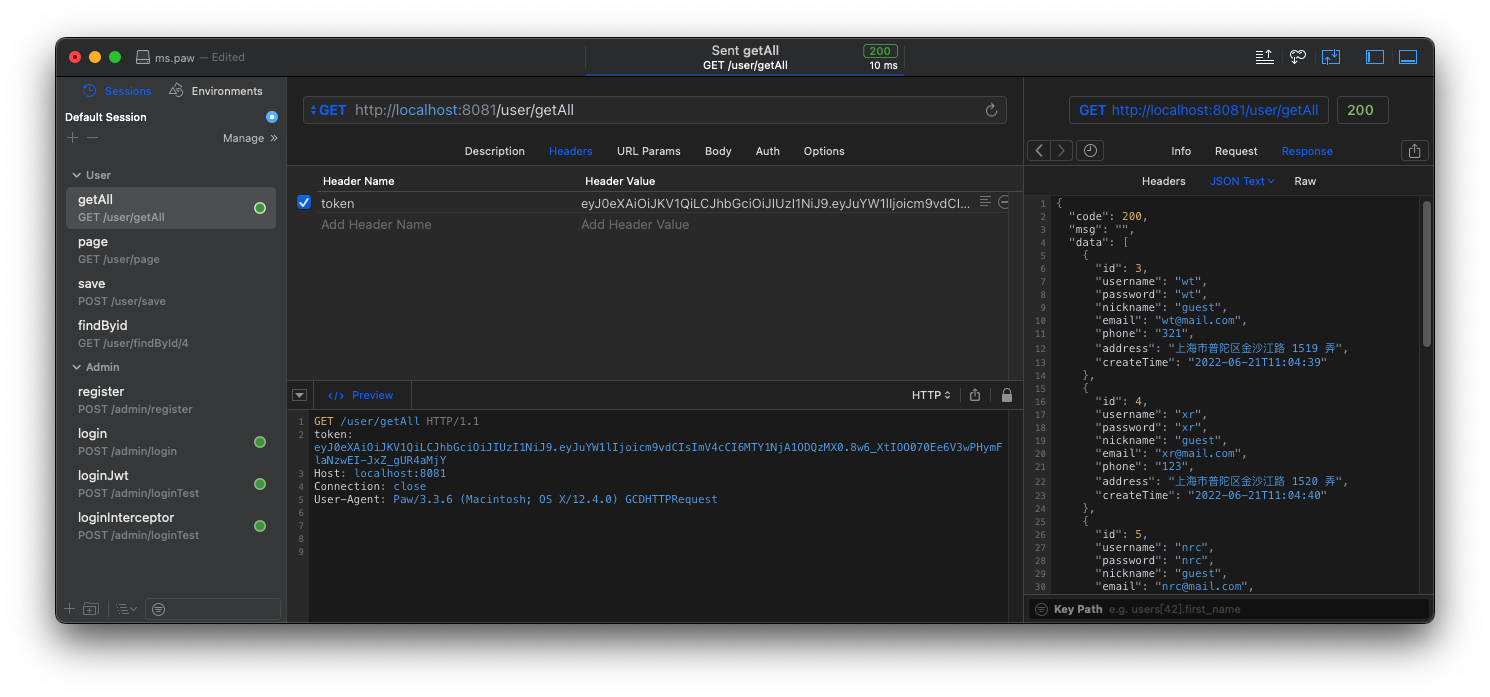 ms.paw — Edited
Sent getAll
GET /user/getAll
200
10 ms
Sessions
Environments
Default Session
Manage »
User
getAll
GET /user/getAll
page
GET /user/page
save
POST /user/save
findByid
GET /user/findById/4
Admin
register
POST /admin/register
login
POST /admin/login
loginJwt
POST /admin/loginTest
loginInterceptor
POST /admin/loginTest
GET http://localhost:8081/user/getAll
Description Headers URL Params Body Auth Options
Header Name Header Value
token eyJ0eXAiOiJKV1QiLCJhbGciOiJIUzI1NiJ9.eyJuYW1lIjoicm9vdCI...
Add Header Name Add Header Value
</> Preview
HTTP
1 GET /user/getAll HTTP/1.1
2 token:
eyJ0eXAiOiJKV1QiLCJhbGciOiJIUzI1NiJ9.eyJuYW1lIjoicm9vdCIsImV4cCI6MTY1NjA1ODQzMX0.8w6_XtIOO070Ee6V3wPHymF
laNzwEI-JxZ_gUR4aMjY
3 Host: localhost:8081
4 Connection: close
5 User-Agent: Paw/3.3.6 (Macintosh; OS X/12.4.0) GCDHTTPRequest
6
7
8
9
GET http://localhost:8081/user/getAll
200
Info Request Response
Headers JSON Text Raw
1 {
2 "code": 200,
3 "msg": "",
4 "data": [
5 {
6 "id": 3,
7 "username": "wt",
8 "password": "wt",
9 "nickname": "guest",
10 "email": "wt@mail.com",
11 "phone": "321",
12 "address": "上海市普陀区金沙江路 1519 弄",
13 "createTime": "2022-06-21T11:04:39"
14 },
15 {
16 "id": 4,
17 "username": "xr",
18 "password": "xr",
19 "nickname": "guest",
20 "email": "xr@mail.com",
21 "phone": "123",
22 "address": "上海市普陀区金沙江路 1520 弄",
23 "createTime": "2022-06-21T11:04:40"
24 },
25 {
26 "id": 5,
27 "username": "nrc",
28 "password": "nrc",
29 "nickname": "guest",
30 "email": "nrc@mail.com",
Key Path e.g. users[42].first_name